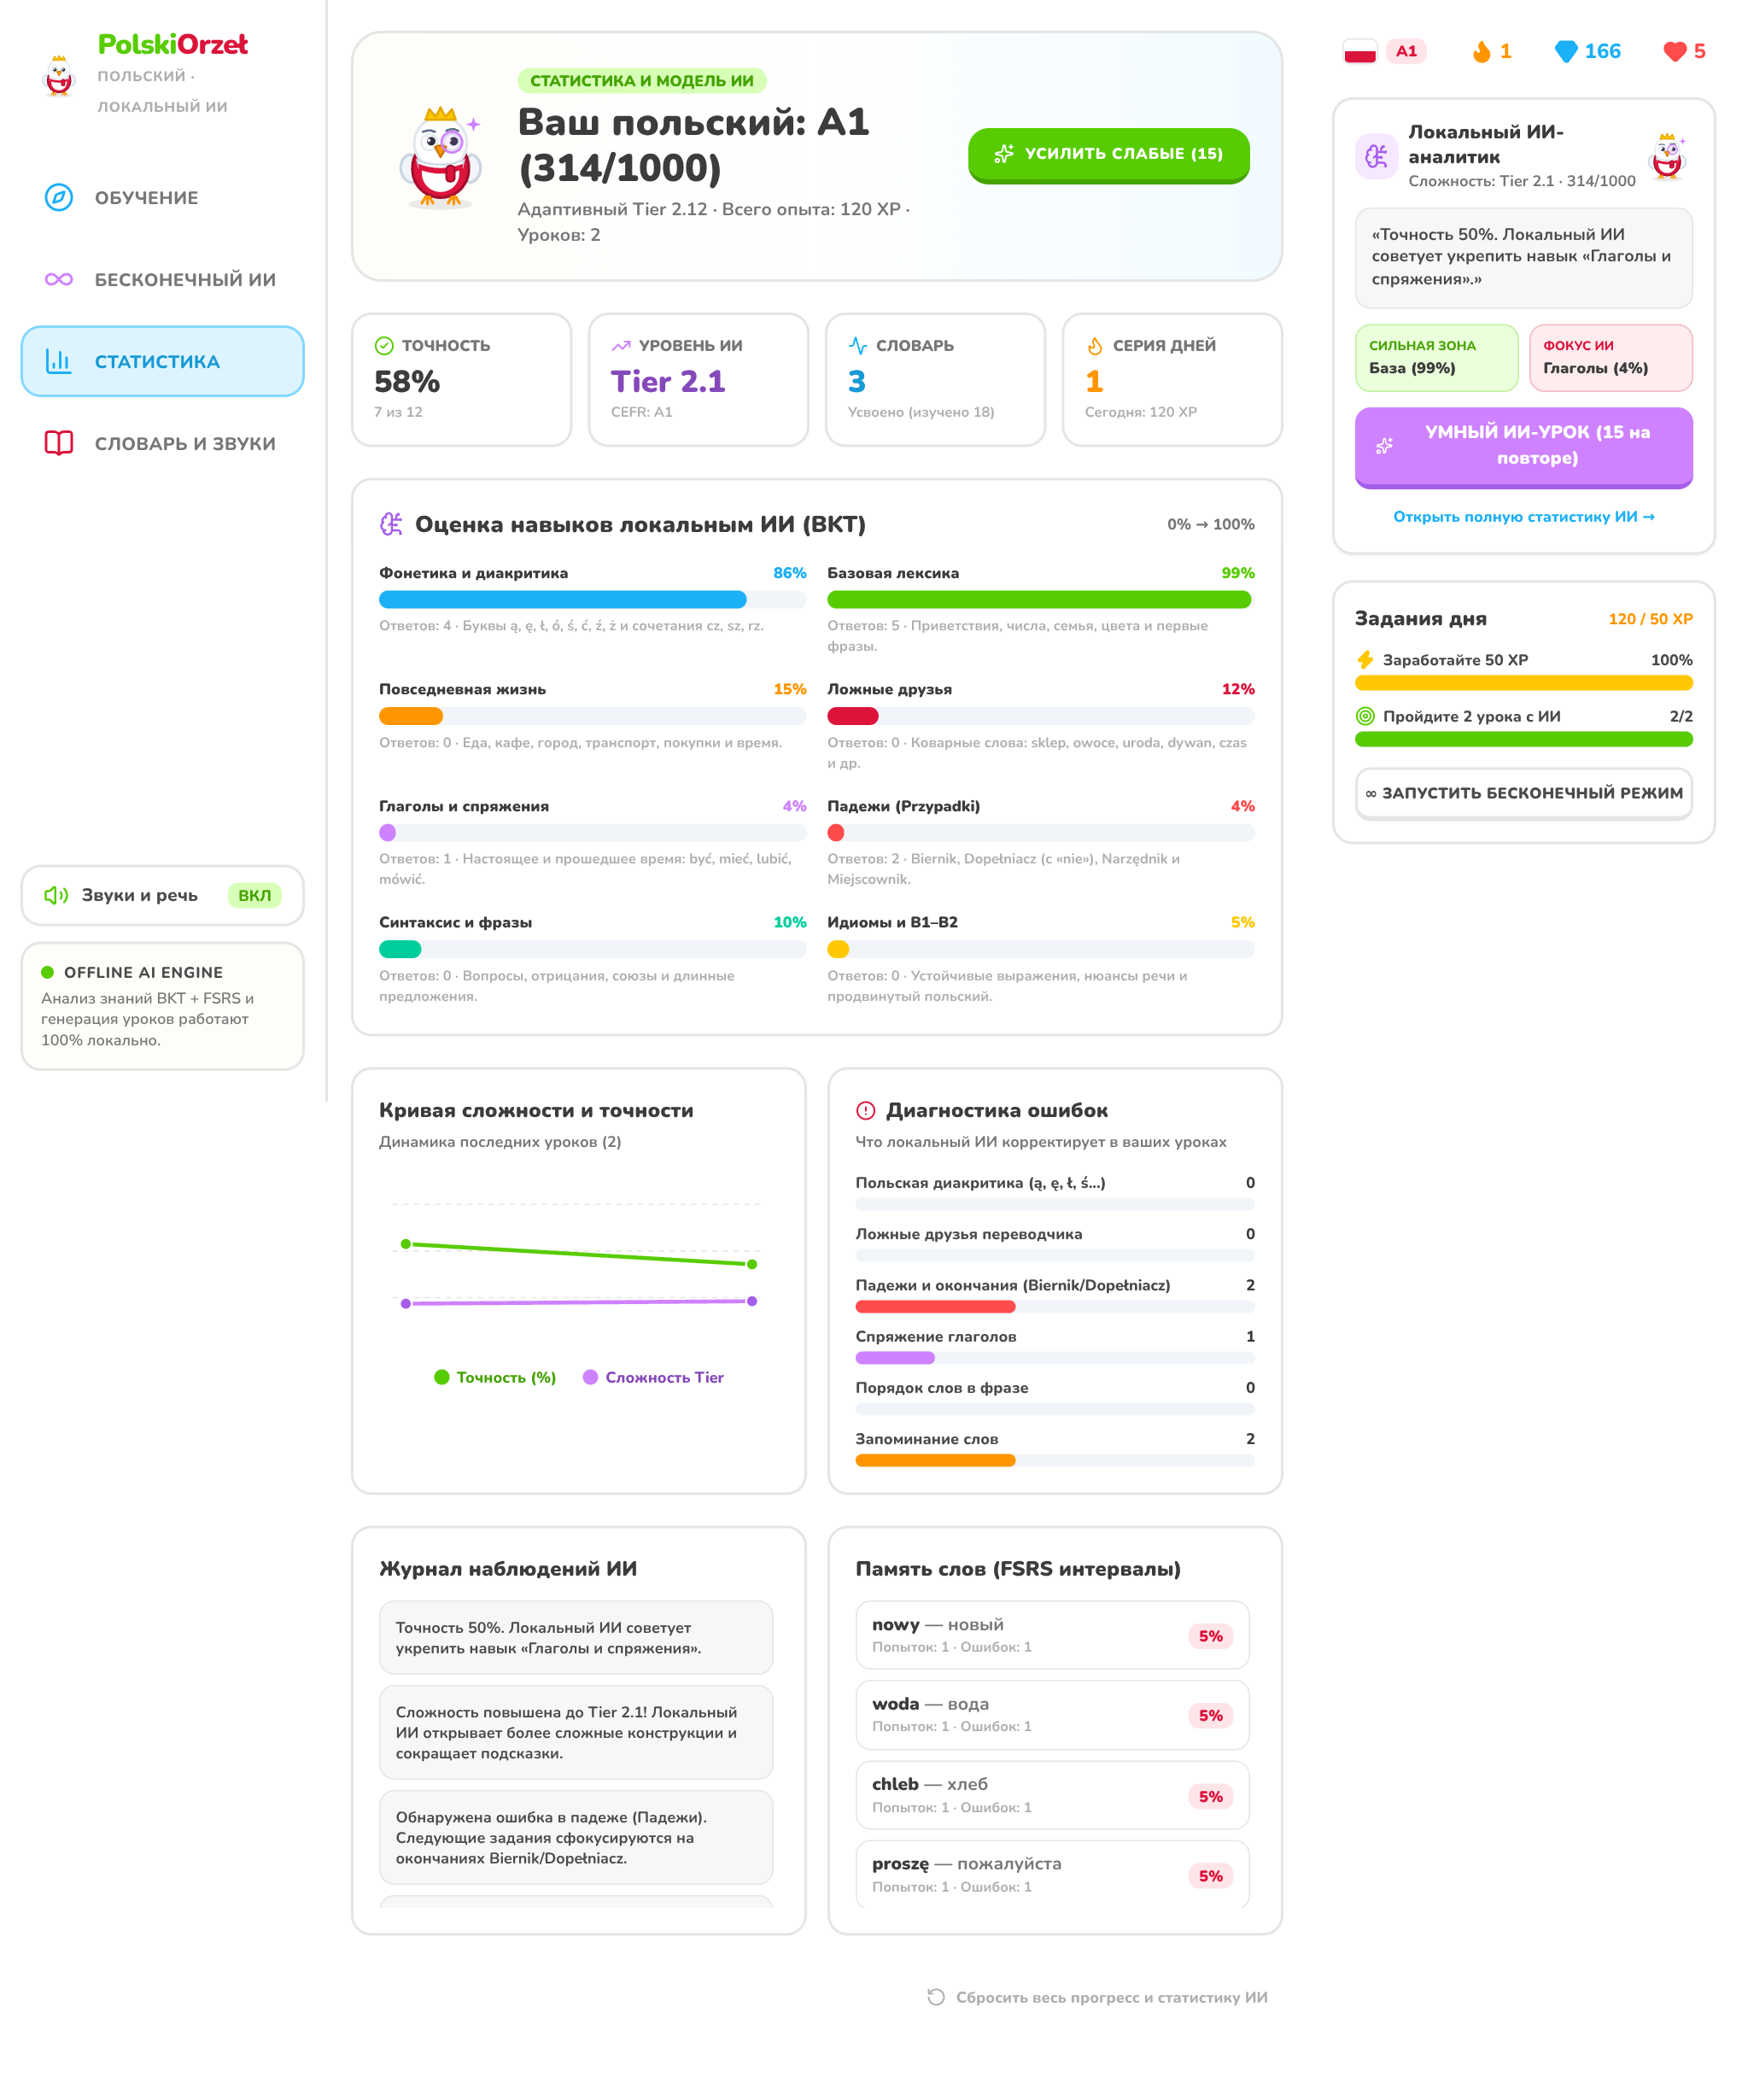 PolskiOrzeł
ПОЛЬСКИЙ ·
ЛОКАЛЬНЫЙ ИИ
ОБУЧЕНИЕ
БЕСКОНЕЧНЫЙ ИИ
СТАТИСТИКА
СЛОВАРЬ И ЗВУКИ
Звуки и речь ВКЛ
OFFLINE AI ENGINE
Анализ знаний BKT + FSRS и
генерация уроков работают
100% локально.
СТАТИСТИКА И МОДЕЛЬ ИИ
Ваш польский: A1
(314/1000)
Адаптивный Tier 2.12 · Всего опыта: 120 XP ·
Уроков: 2
УСИЛИТЬ СЛАБЫЕ (15)
ТОЧНОСТЬ
58%
7 из 12
УРОВЕНЬ ИИ
Tier 2.1
CEFR: A1
СЛОВАРЬ
3
Усвоено (изучено 18)
СЕРИЯ ДНЕЙ
1
Сегодня: 120 XP
Оценка навыков локальным ИИ (BKT) 0% → 100%
Фонетика и диакритика 86%
Ответов: 4 · Буквы ą, ę, ł, ó, ś, ć, ź, ż и сочетания cz, sz, rz.
Базовая лексика 99%
Ответов: 5 · Приветствия, числа, семья, цвета и первые
фразы.
Повседневная жизнь 15%
Ответов: 0 · Еда, кафе, город, транспорт, покупки и время.
Ложные друзья 12%
Ответов: 0 · Коварные слова: sklep, owoce, uroda, dywan, czas
и др.
Глаголы и спряжения 4%
Ответов: 1 · Настоящее и прошедшее время: być, mieć, lubić,
mówić.
Падежи (Przypadki) 4%
Ответов: 2 · Biernik, Dopełniacz (с «nie»), Narzędnik и
Miejscownik.
Синтаксис и фразы 10%
Ответов: 0 · Вопросы, отрицания, союзы и длинные
предложения.
Идиомы и B1–B2 5%
Ответов: 0 · Устойчивые выражения, нюансы речи и
продвинутый польский.
Кривая сложности и точности
Динамика последних уроков (2)
Точность (%) Сложность Tier
Диагностика ошибок
Что локальный ИИ корректирует в ваших уроках
Польская диакритика (ą, ę, ł, ś...) 0
Ложные друзья переводчика 0
Падежи и окончания (Biernik/Dopełniacz) 2
Спряжение глаголов 1
Порядок слов в фразе 0
Запоминание слов 2
Журнал наблюдений ИИ
Точность 50%. Локальный ИИ советует
укрепить навык «Глаголы и спряжения».
Сложность повышена до Tier 2.1! Локальный
ИИ открывает более сложные конструкции и
сокращает подсказки.
Обнаружена ошибка в падеже (Падежи).
Следующие задания сфокусируются на
окончаниях Biernik/Dopełniacz.
Память слов (FSRS интервалы)
nowy — новый 5%
Попыток: 1 · Ошибок: 1
woda — вода 5%
Попыток: 1 · Ошибок: 1
chleb — хлеб 5%
Попыток: 1 · Ошибок: 1
proszę — пожалуйста 5%
Попыток: 1 · Ошибок: 1
Сбросить весь прогресс и статистику ИИ
A1 1 166 5
Локальный ИИ-
аналитик
Сложность: Tier 2.1 · 314/1000
«Точность 50%. Локальный ИИ
советует укрепить навык «Глаголы и
спряжения».»
СИЛЬНАЯ ЗОНА
База (99%)
ФОКУС ИИ
Глаголы (4%)
УМНЫЙ ИИ-УРОК (15 на
повторе)
Открыть полную статистику ИИ →
Задания дня 120 / 50 XP
Заработайте 50 XP 100%
Пройдите 2 урока с ИИ 2/2
∞ ЗАПУСТИТЬ БЕСКОНЕЧНЫЙ РЕЖИМ